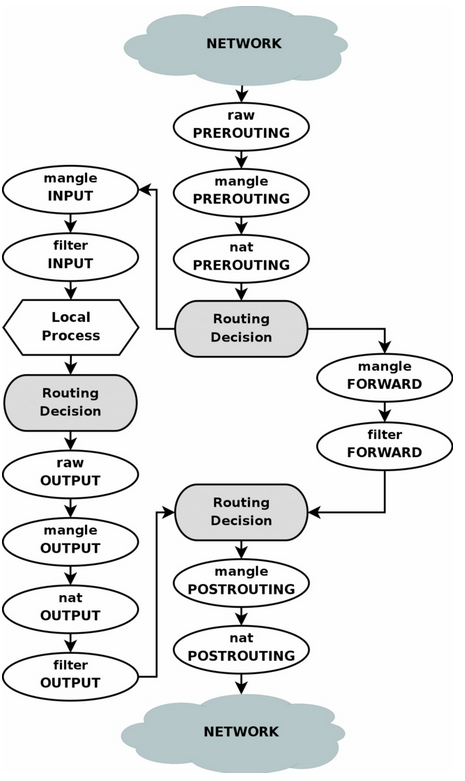 NETWORK
raw
PREROUTING
mangle
PREROUTING
nat
PREROUTING
Routing
Decision
mangle
INPUT
filter
INPUT
Local
Process
Routing
Decision
raw
OUTPUT
mangle
OUTPUT
nat
OUTPUT
filter
OUTPUT
mangle
FORWARD
filter
FORWARD
Routing
Decision
mangle
POSTROUTING
nat
POSTROUTING
NETWORK